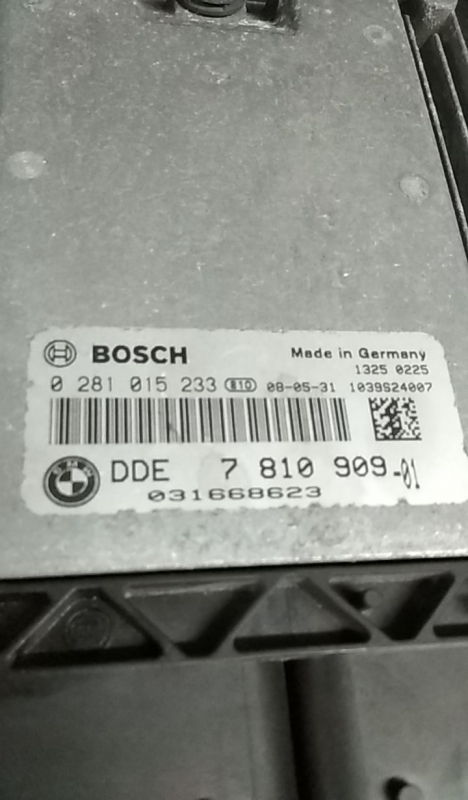 BOSCH Made in Germany
1325 0225
0 281 015 233 B10 08-05-31 1039S24007
DDE 7 810 909-01
031668623